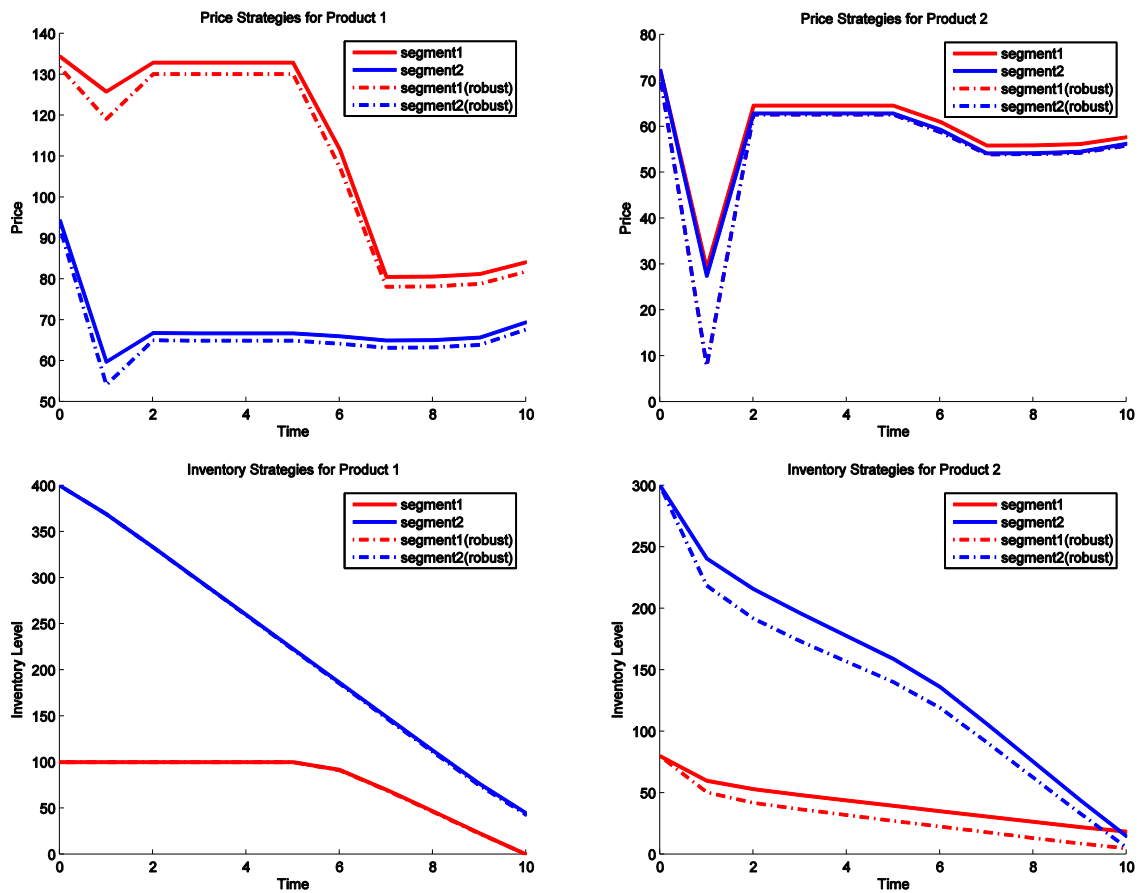 Price Strategies for Product 1
140
130
120
110
100
90
80
70
60
50
Price
0 2 4 6 8 10
Time
segment1
segment2
segment1(robust)
segment2(robust)
Price Strategies for Product 2
80
70
60
50
40
30
20
10
0
Price
0 2 4 6 8 10
Time
segment1
segment2
segment1(robust)
segment2(robust)
Inventory Strategies for Product 1
400
350
300
250
200
150
100
50
0
Inventory Level
0 2 4 6 8 10
Time
segment1
segment2
segment1(robust)
segment2(robust)
Inventory Strategies for Product 2
300
250
200
150
100
50
0
Inventory Level
0 2 4 6 8 10
Time
segment1
segment2
segment1(robust)
segment2(robust)